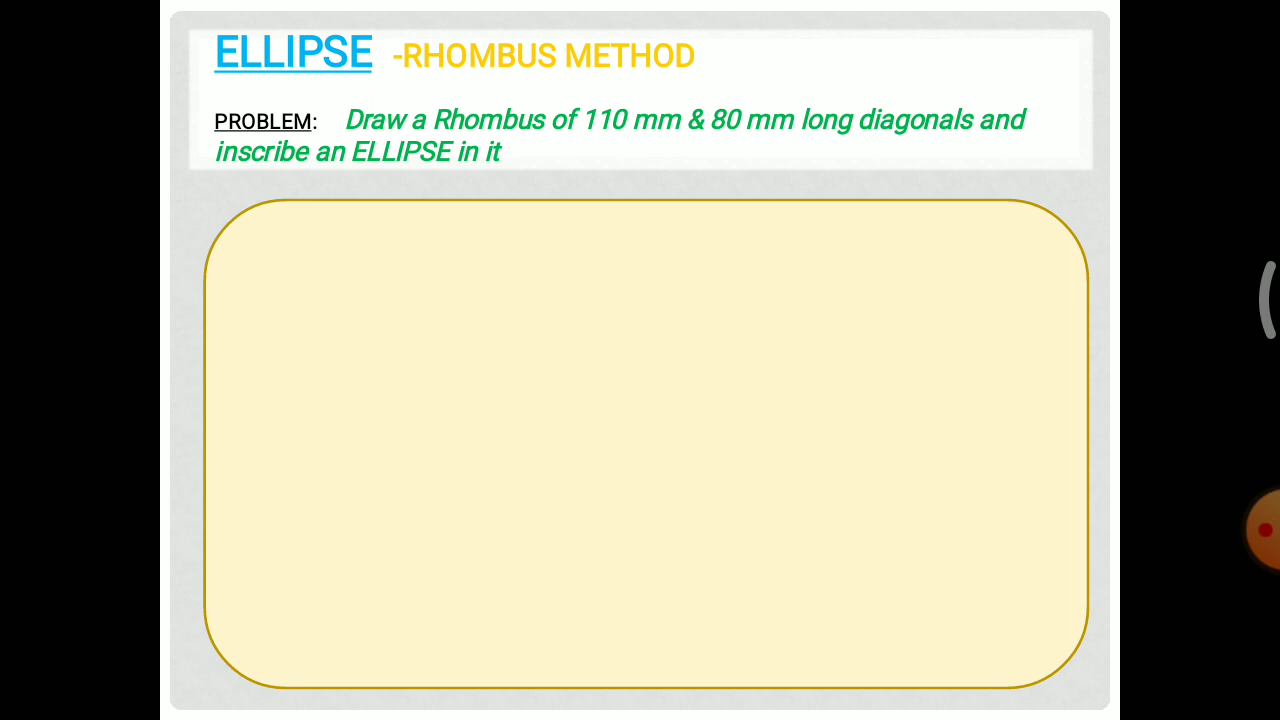 ELLIPSE -RHOMBUS METHOD
PROBLEM: Draw a Rhombus of 110 mm & 80 mm long diagonals and
inscribe an ELLIPSE in it